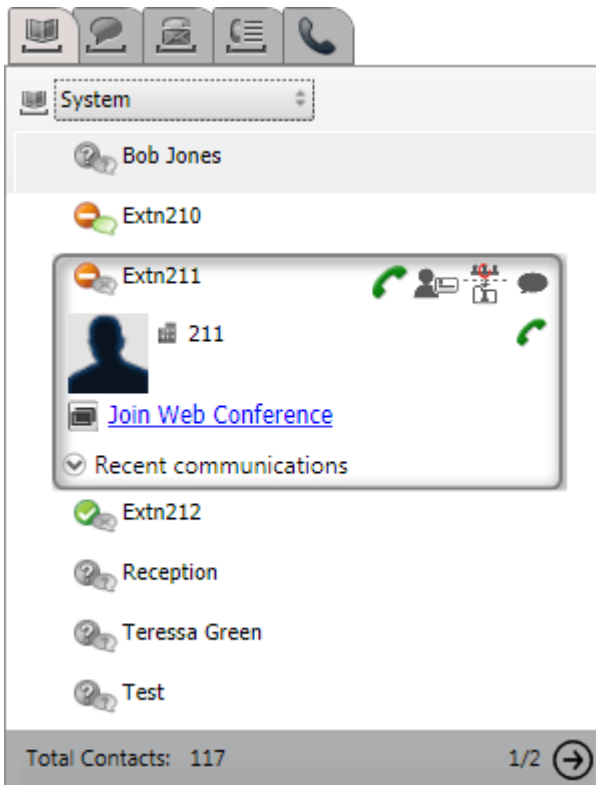 System
Bob Jones
Extn210
Extn211
211
Join Web Conference
Recent communications
Extn212
Reception
Teressa Green
Test
Total Contacts: 117 1/2